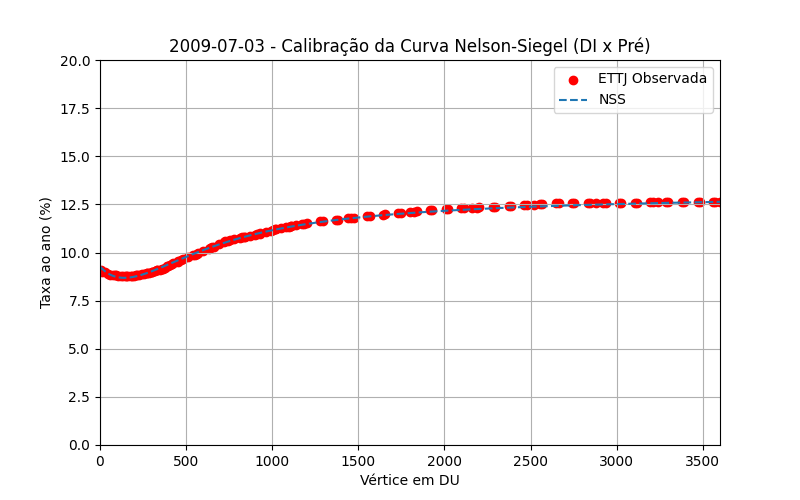 2009-07-03 - Calibração da Curva Nelson-Siegel (DI x Pré)
ETTJ Observada
NSS
Taxa ao ano (%)
20.0
17.5
15.0
12.5
10.0
7.5
5.0
2.5
0.0
0 500 1000 1500 2000 2500 3000 3500
Vértice em DU